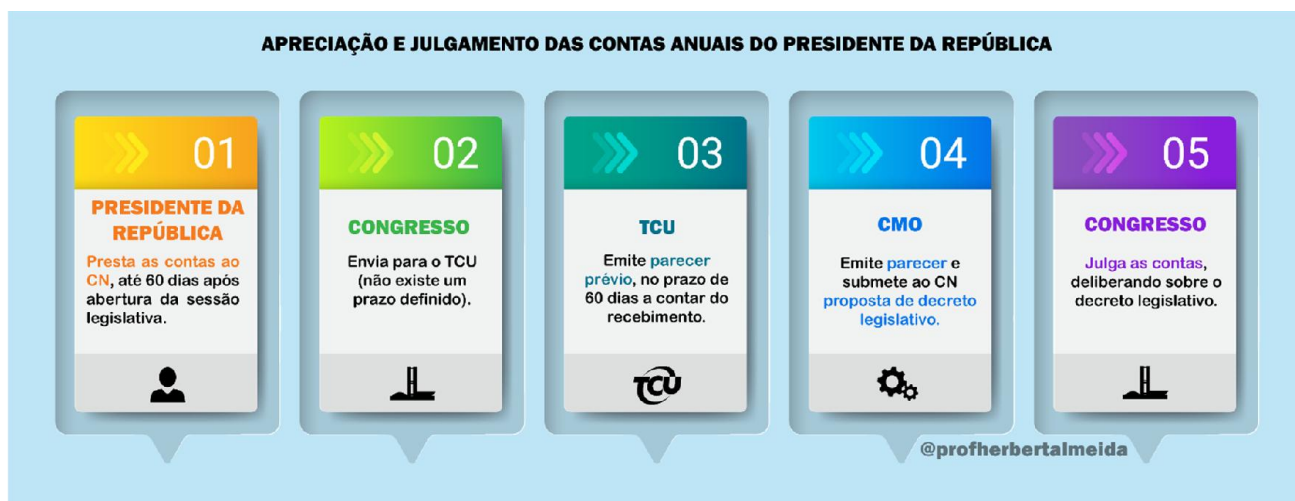 APRECIAÇÃO E JULGAMENTO DAS CONTAS ANUAIS DO PRESIDENTE DA REPÚBLICA
01
PRESIDENTE DA
REPÚBLICA
Presta as contas ao
CN, até 60 dias após
abertura da sessão
legislativa.
02
CONGRESSO
Envia para o TCU
(não existe um
prazo definido).
03
TCU
Emite parecer
prévio, no prazo de
60 dias a contar do
recebimento.
TCU
04
CMO
Emite parecer e
submete ao CN
proposta de decreto
legislativo.
05
CONGRESSO
Julga as contas,
deliberando sobre o
decreto legislativo.
@profherbertalmeida